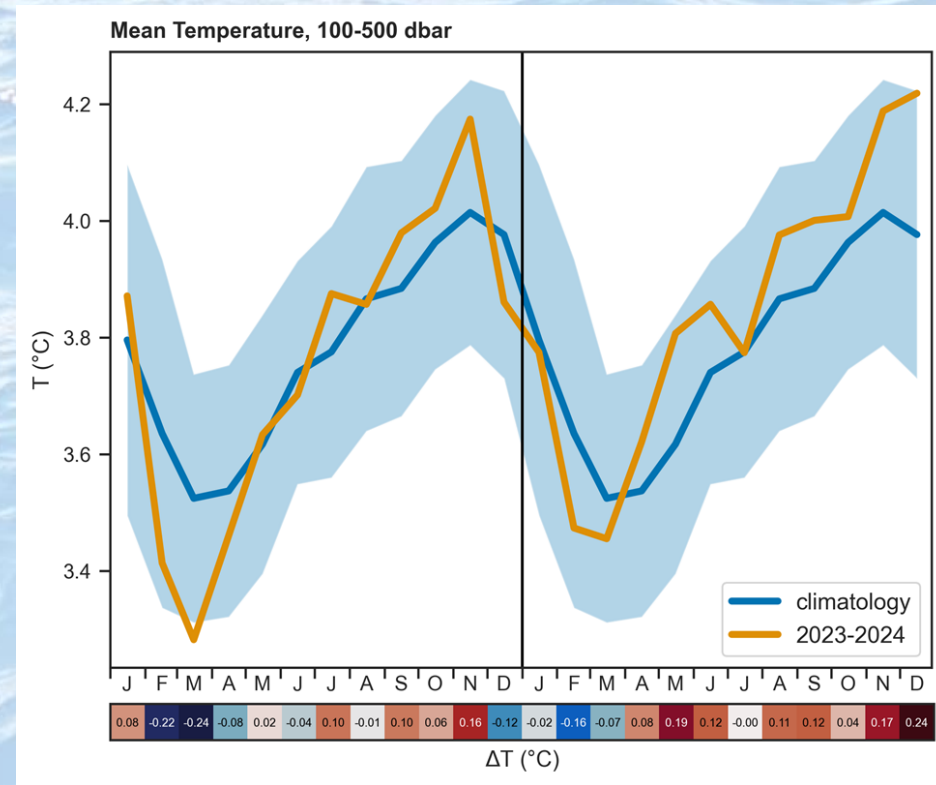 Mean Temperature, 100-500 dbar
T (°C)
4.2
4.0
3.8
3.6
3.4
climatology
2023-2024
J F M A M J J A S O N D J F M A M J J A S O N D
0.08 -0.22 -0.24 -0.08 0.02 -0.04 0.10 -0.01 0.10 0.06 0.16 -0.12 -0.02 -0.16 -0.07 0.08 0.19 0.12 -0.00 0.11 0.12 0.04 0.17 0.24
ΔT (°C)